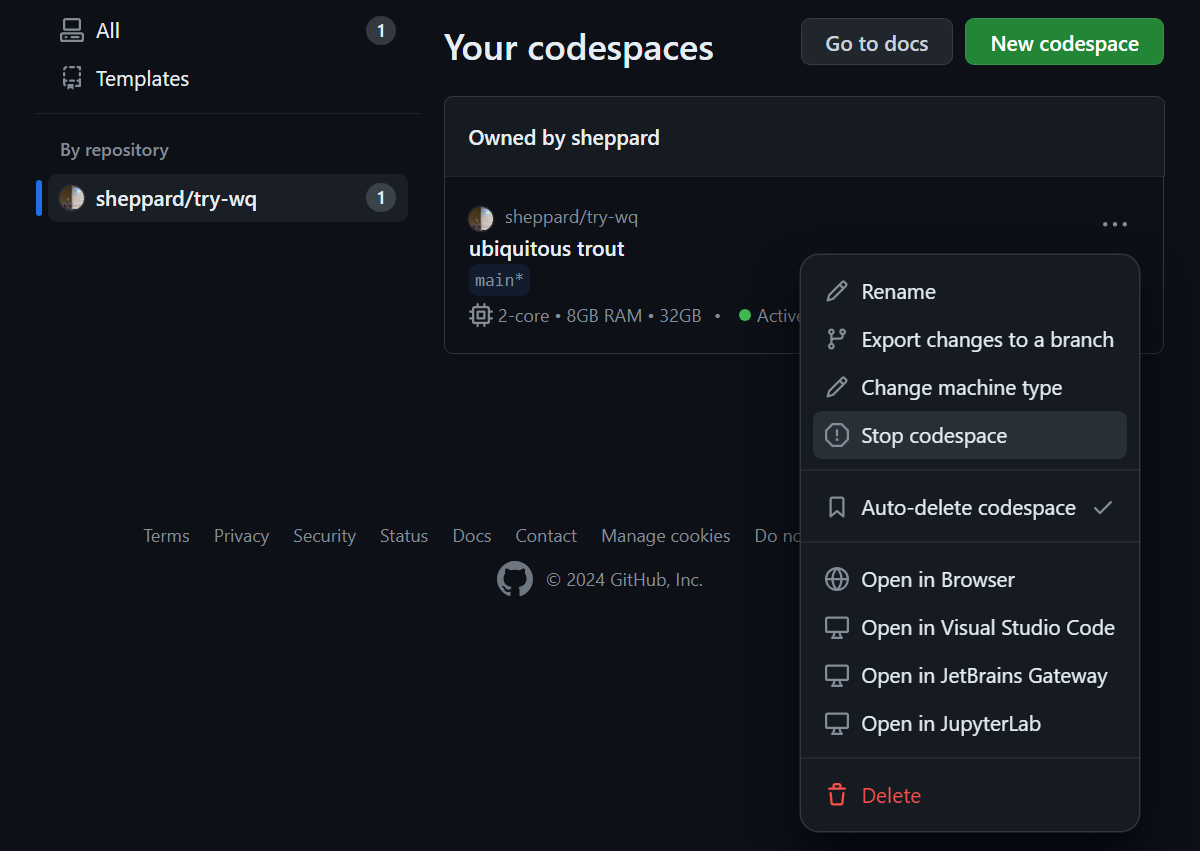 All 1
Templates
By repository
sheppard/try-wq 1
Your codespaces
Go to docs
New codespace
Owned by sheppard
sheppard/try-wq
ubiquitous trout
main*
2-core • 8GB RAM • 32GB • Active
Rename
Export changes to a branch
Change machine type
Stop codespace
Auto-delete codespace
Open in Browser
Open in Visual Studio Code
Open in JetBrains Gateway
Open in JupyterLab
Delete
Terms Privacy Security Status Docs Contact Manage cookies Do
© 2024 GitHub, Inc.